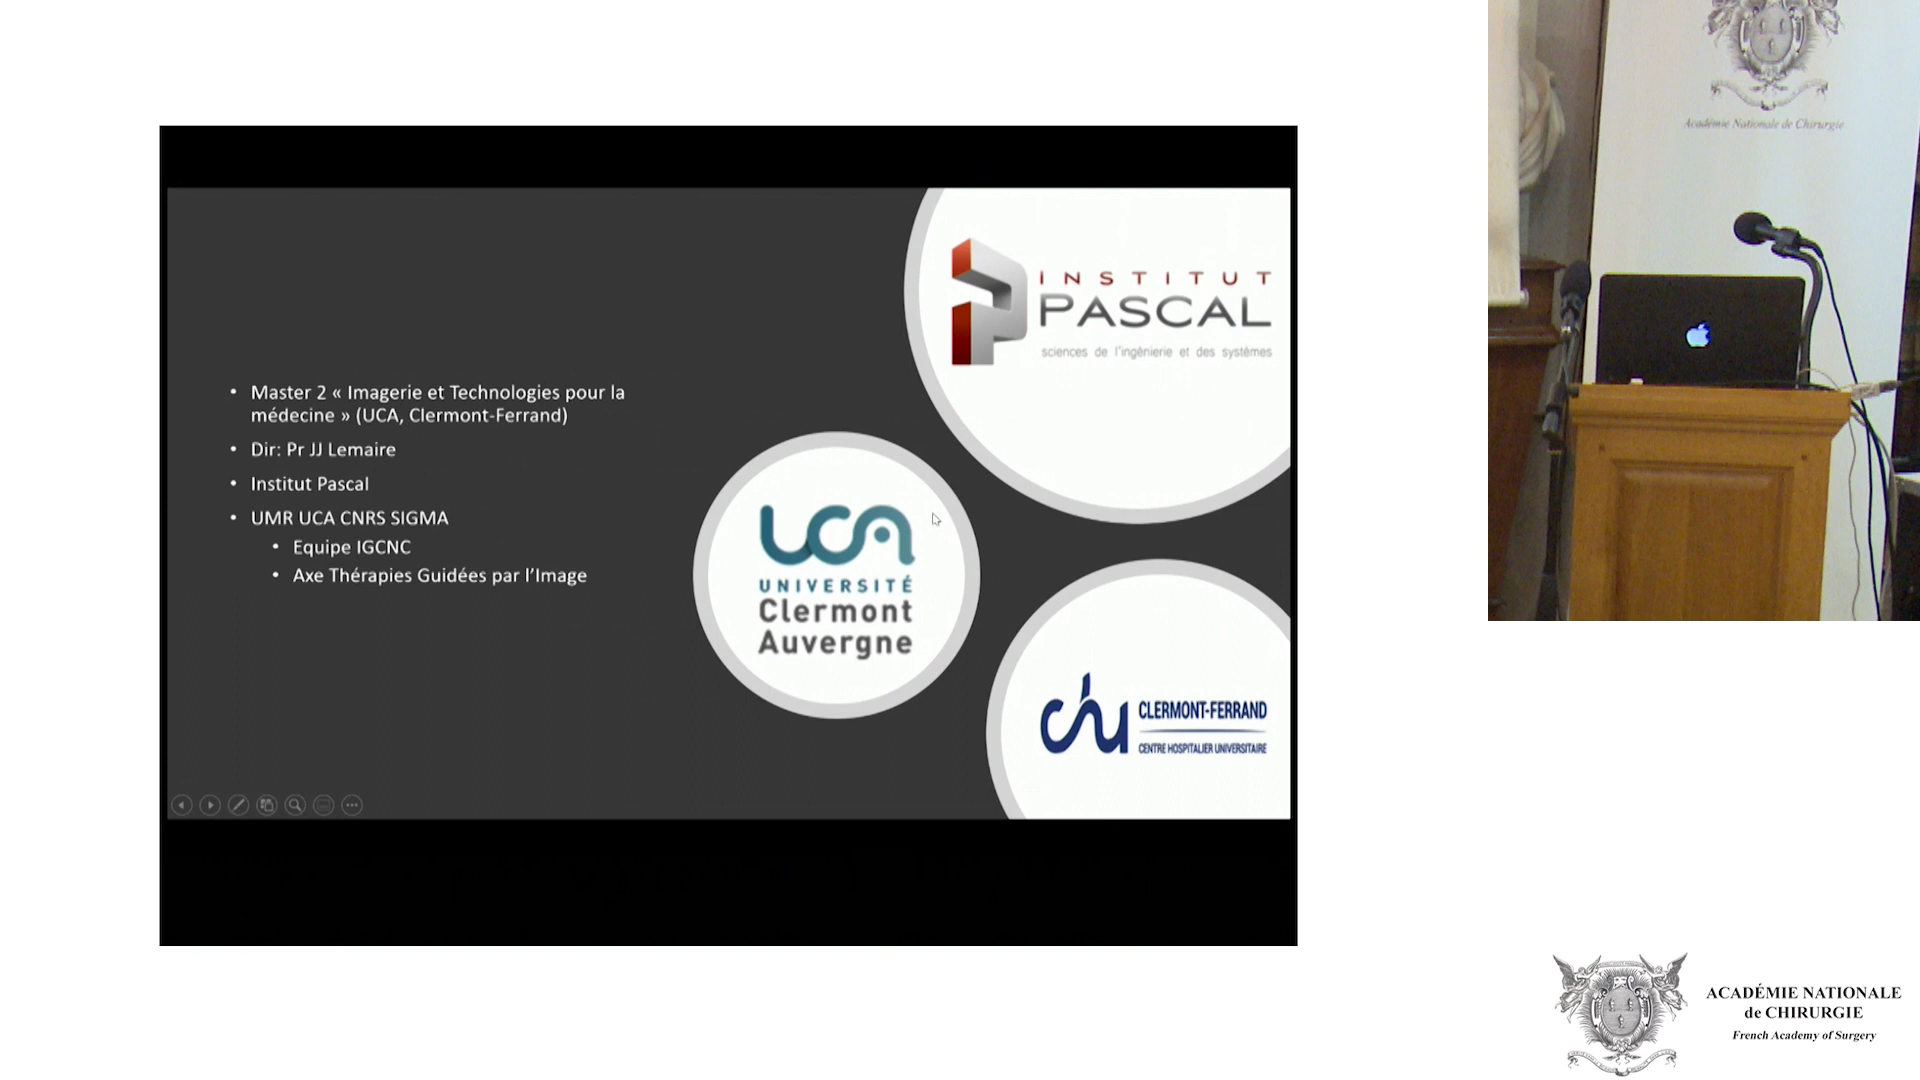 • Master 2 « Imagerie et Technologies pour la
médecine » (UCA, Clermont-Ferrand)
• Dir: Pr JJ Lemaire
• Institut Pascal
• UMR UCA CNRS SIGMA
• Equipe IGCNC
• Axe Thérapies Guidées par l’Image
INSTITUT
PASCAL
sciences de l'ingénierie et des systèmes
UCA
UNIVERSITÉ
Clermont
Auvergne
chu
CLERMONT-FERRAND
CENTRE HOSPITALIER UNIVERSITAIRE
Académie Nationale de Chirurgie
ACADÉMIE NATIONALE
de CHIRURGIE
French Academy of Surgery